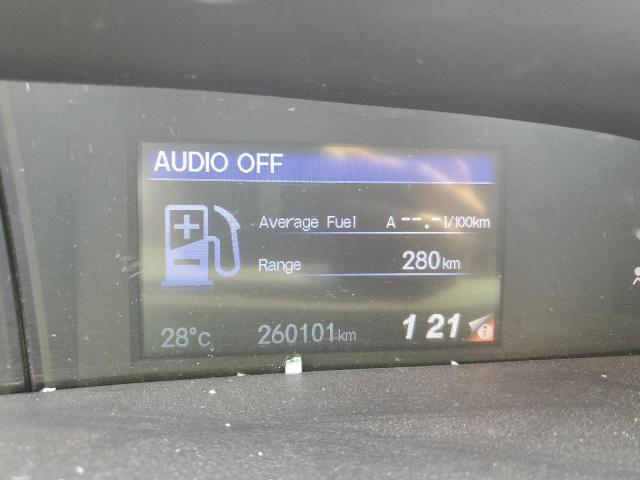 AUDIO OFF
Average Fuel A --.- l/100km
Range 280 km
28°C 260101 km 1 21 i